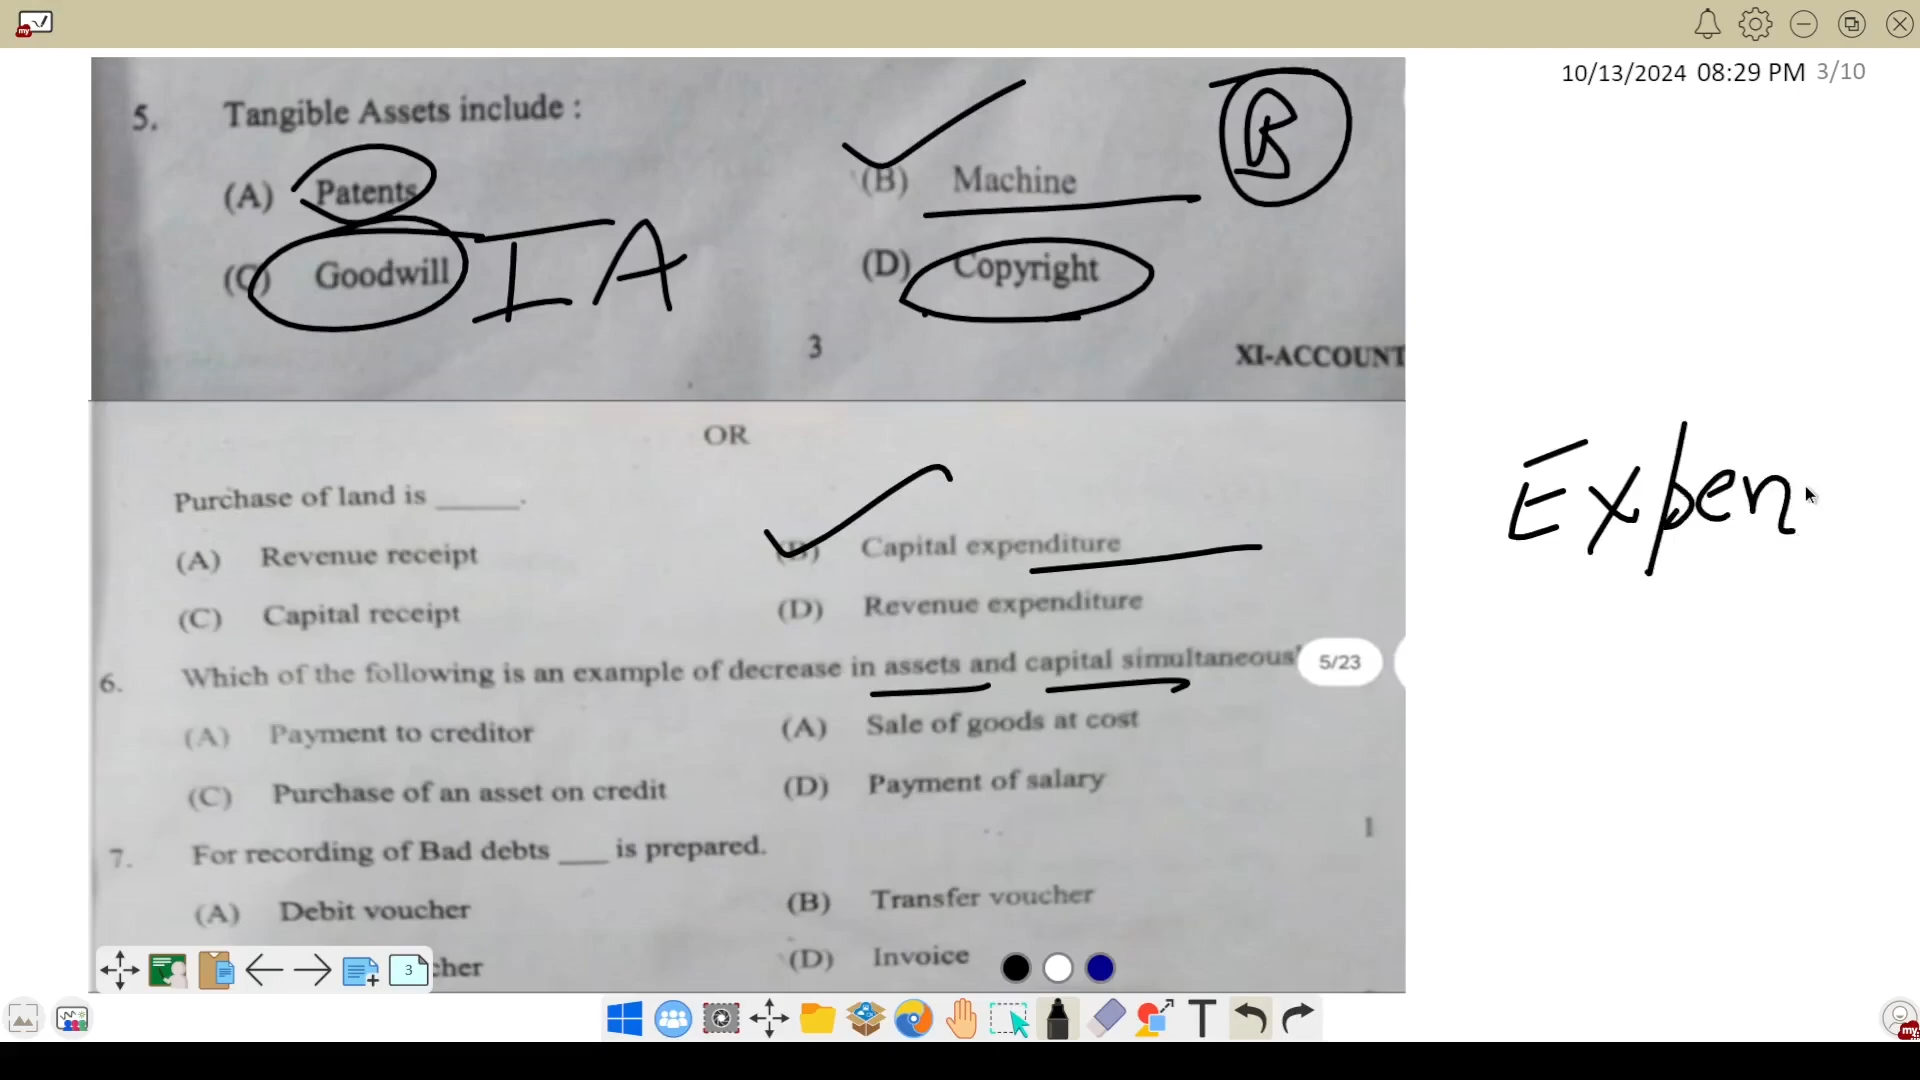 10/13/2024 08:29 PM 3/10
5. Tangible Assets include :
(A) Patents
(B) Machine
B
(C) Goodwill
IA
(D) Copyright
3
XI-ACCOUNT
OR
Purchase of land is ______.
(A) Revenue receipt
(B) Capital expenditure
Expen
(C) Capital receipt
(D) Revenue expenditure
6. Which of the following is an example of decrease in assets and capital simultaneous
5/23
(A) Payment to creditor
(A) Sale of goods at cost
(C) Purchase of an asset on credit
(D) Payment of salary
1
7. For recording of Bad debts ___ is prepared.
(A) Debit voucher
(B) Transfer voucher
cher
(D) Invoice
3
T
my
my